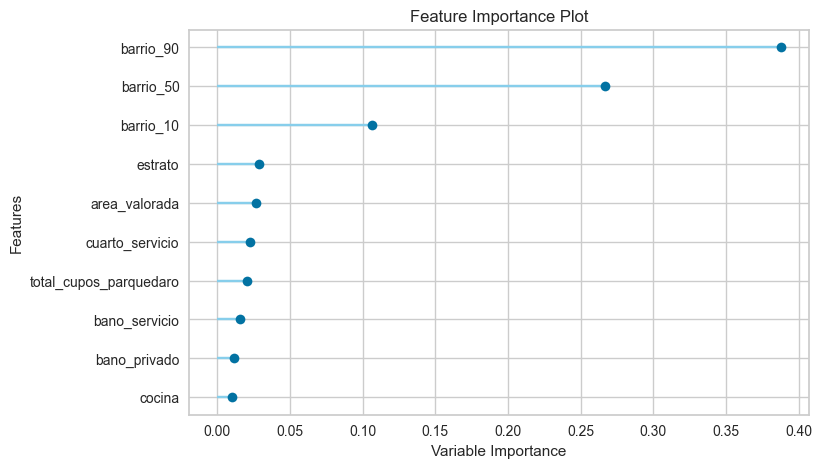 Feature Importance Plot
Features
barrio_90
barrio_50
barrio_10
estrato
area_valorada
cuarto_servicio
total_cupos_parquedaro
bano_servicio
bano_privado
cocina
0.00 0.05 0.10 0.15 0.20 0.25 0.30 0.35 0.40
Variable Importance